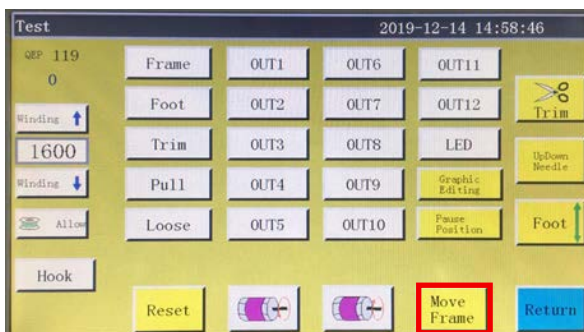 Test 2019-12-14 14:58:46
QEP 119
0
Winding
1600
Winding
Allow
Hook
Frame OUT1 OUT6 OUT11
Foot OUT2 OUT7 OUT12
Trim OUT3 OUT8 LED
Pull OUT4 OUT9 Graphic
Editing
Loose OUT5 OUT10 Pause
Position
Reset Move
Frame
Trim
UpDown
Needle
Foot
Return